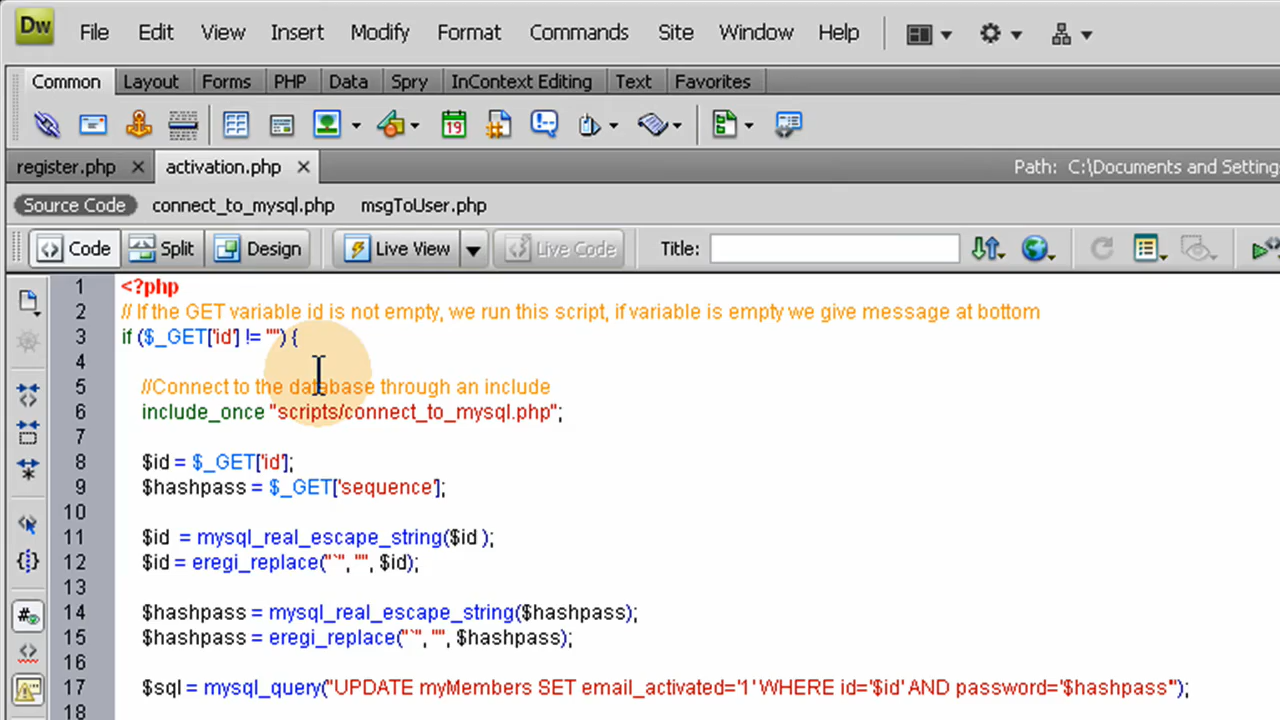 Dw File Edit View Insert Modify Format Commands Site Window Help
Common Layout Forms PHP Data Spry InContext Editing Text Favorites
19
register.php activation.php Path: C:\Documents and Setting
Source Code connect_to_mysql.php msgToUser.php
Code Split Design Live View Live Code Title:
1 <?php
2 // If the GET variable id is not empty, we run this script, if variable is empty we give message at bottom
3 if ($_GET['id'] != "") {
4
5 //Connect to the database through an include
6 include_once "scripts/connect_to_mysql.php";
7
8 $id = $_GET['id'];
9 $hashpass = $_GET['sequence'];
10
11 $id  = mysql_real_escape_string($id );
12 $id = eregi_replace("`", "", $id);
13
14 $hashpass = mysql_real_escape_string($hashpass);
15 $hashpass = eregi_replace("`", "", $hashpass);
16
17 $sql = mysql_query("UPDATE myMembers SET email_activated='1' WHERE id='$id' AND password='$hashpass'");
18